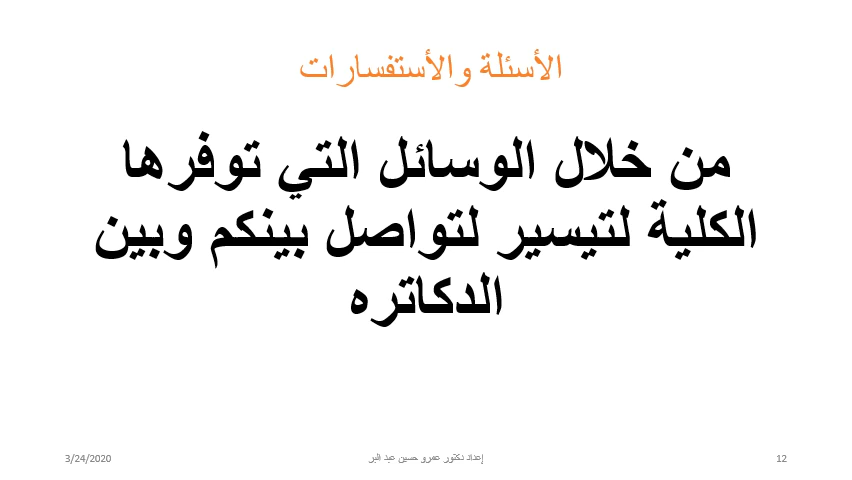 الأسئلة والأستفسارات
من خلال الوسائل التي توفرها
الكلية لتيسير لتواصل بينكم وبين
الدكاتره
3/24/2020
إعداد دكتور عمرو حسين عبد البر
12